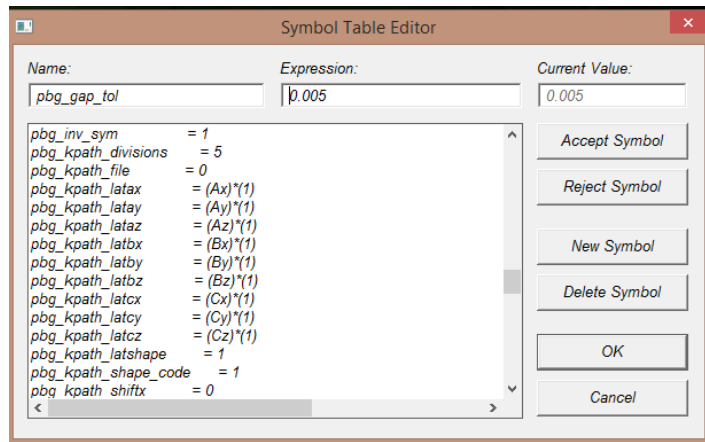 Symbol Table Editor
Name: Expression: Current Value:
pbg_gap_tol 0.005 0.005
pbg_inv_sym = 1
pbg_kpath_divisions = 5
pbg_kpath_file = 0
pbg_kpath_latax = (Ax)*(1)
pbg_kpath_latay = (Ay)*(1)
pbg_kpath_lataz = (Az)*(1)
pbg_kpath_latbx = (Bx)*(1)
pbg_kpath_latby = (By)*(1)
pbg_kpath_latbz = (Bz)*(1)
pbg_kpath_latcx = (Cx)*(1)
pbg_kpath_latcy = (Cy)*(1)
pbg_kpath_latcz = (Cz)*(1)
pbg_kpath_latshape = 1
pbg_kpath_shape_code = 1
pbg_kpath_shiftx = 0
Accept Symbol
Reject Symbol
New Symbol
Delete Symbol
OK
Cancel